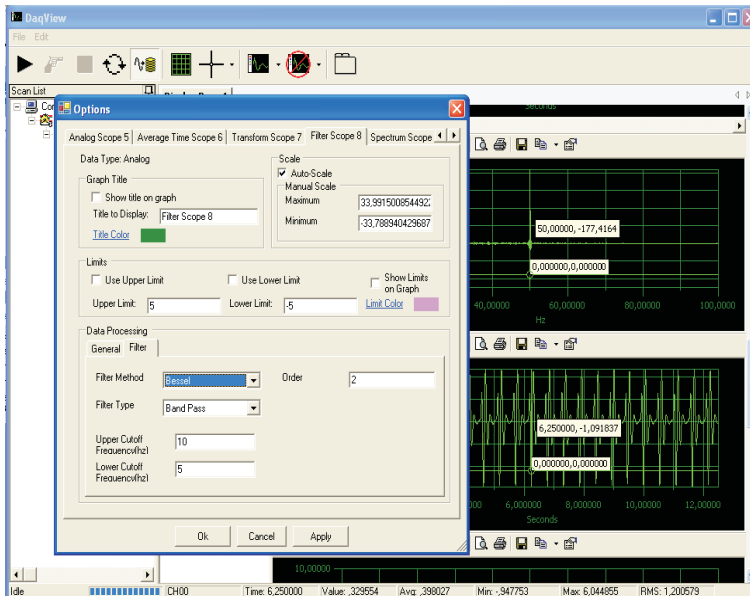 DaqView
File Edit
Scan List
Seconds
Options
Analog Scope 5 Average Time Scope 6 Transform Scope 7 Filter Scope 8 Spectrum Scope
Data Type: Analog
Graph Title
Show title on graph
Title to Display: Filter Scope 8
Title Color
Scale
Auto-Scale
Manual Scale
Maximum 33,991500854492
Minimum -33,788940429687
Limits
Use Upper Limit Use Lower Limit Show Limits on Graph
Upper Limit: 5 Lower Limit: -5 Limit Color
Data Processing
General Filter
Filter Method Bessel Order 2
Filter Type Band Pass
Upper Cutoff Frequency(hz) 10
Lower Cutoff Frequency(hz) 5
Ok Cancel Apply
50,00000,-177,4164
0,000000,0,000000
40,00000 60,00000 80,00000 100,0000
Hz
6,250000,-1,091837
0,000000,0,000000
6,00000 8,00000 10,00000 12,00000
Seconds
10,00000
Idle CH00 Time: 6,250000 Value: ,329554 Avg: ,398027 Min: -,947753 Max: 6,044855 RMS: 1,200579